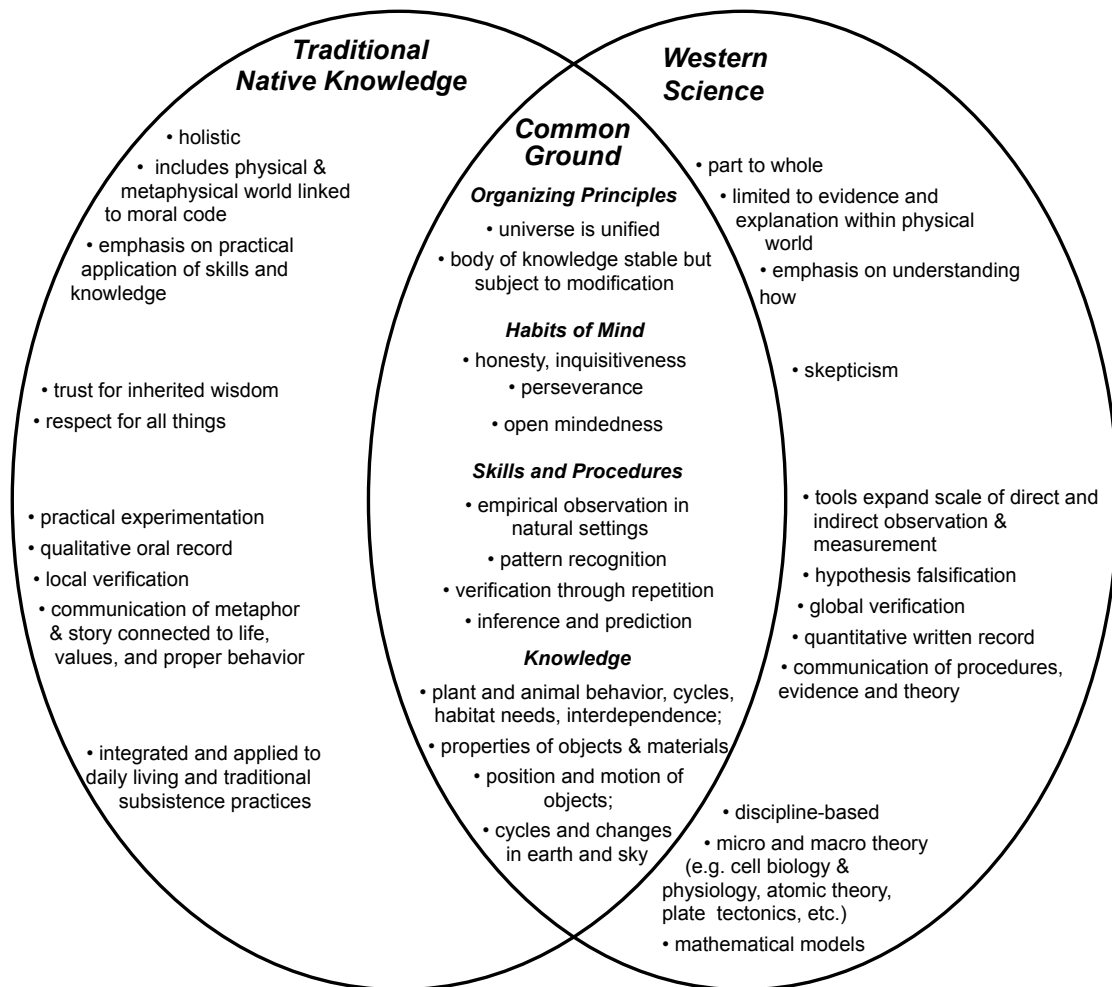 Traditional
Native Knowledge
• holistic
• includes physical &
metaphysical world linked
to moral code
• emphasis on practical
application of skills and
knowledge
• trust for inherited wisdom
• respect for all things
• practical experimentation
• qualitative oral record
• local verification
• communication of metaphor
& story connected to life,
values, and proper behavior
• integrated and applied to
daily living and traditional
subsistence practices
Common
Ground
Organizing Principles
• universe is unified
• body of knowledge stable but
subject to modification
Habits of Mind
• honesty, inquisitiveness
• perseverance
• open mindedness
Skills and Procedures
• empirical observation in
natural settings
• pattern recognition
• verification through repetition
• inference and prediction
Knowledge
• plant and animal behavior, cycles,
habitat needs, interdependence;
• properties of objects & materials
• position and motion of
objects;
• cycles and changes
in earth and sky
Western
Science
• part to whole
• limited to evidence and
explanation within physical
world
• emphasis on understanding
how
• skepticism
• tools expand scale of direct and
indirect observation &
measurement
• hypothesis falsification
• global verification
• quantitative written record
• communication of procedures,
evidence and theory
• discipline-based
• micro and macro theory
(e.g. cell biology &
physiology, atomic theory,
plate tectonics, etc.)
• mathematical models